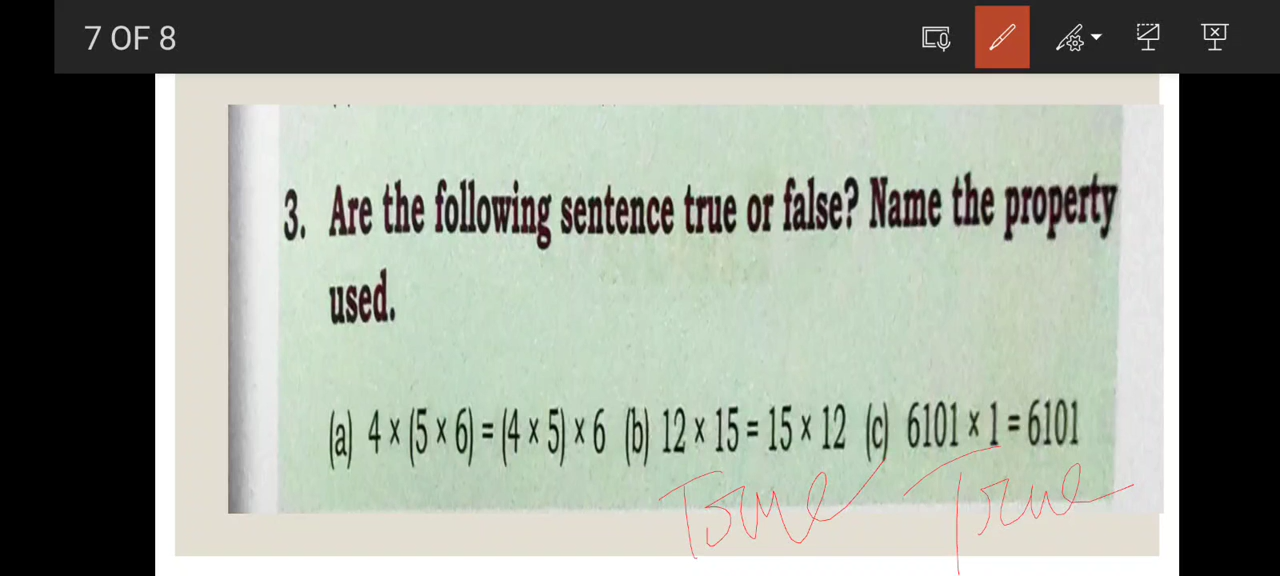 7 OF 8
3. Are the following sentence true or false? Name the property
used.
(a) 4 × (5 × 6) = (4 × 5) × 6 (b) 12 × 15 = 15 × 12 (c) 6101 × 1 = 6101
True True